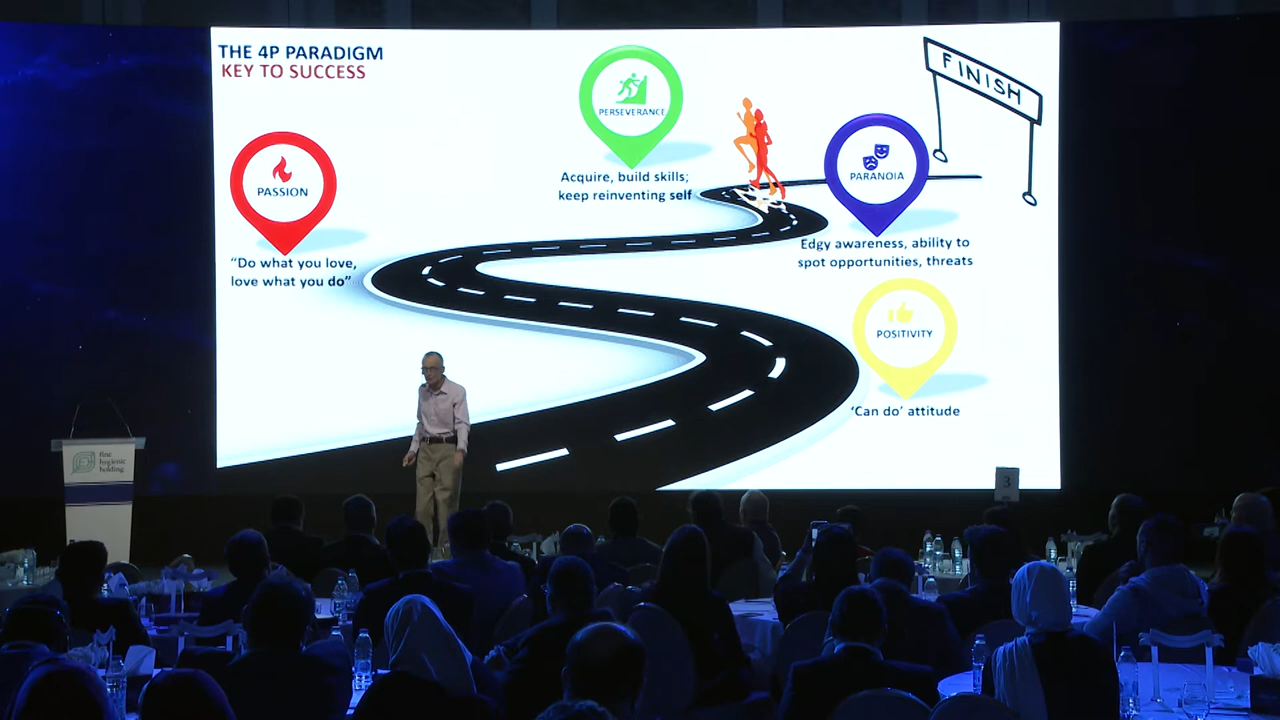 THE 4P PARADIGM
KEY TO SUCCESS
PASSION
“Do what you love,
love what you do”
PERSEVERANCE
Acquire, build skills;
keep reinventing self
PARANOIA
Edgy awareness, ability to
spot opportunities, threats
POSITIVITY
‘Can do’ attitude
FINISH
fine
hygienic
holding
3